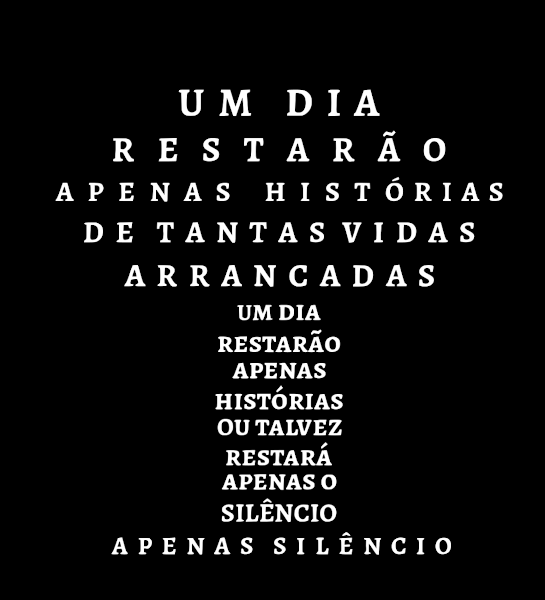 UM DIA
RESTARÃO
APENAS HISTÓRIAS
DE TANTAS VIDAS
ARRANCADAS
UM DIA
RESTARÃO
APENAS
HISTÓRIAS
OU TALVEZ
RESTARÁ
APENAS O
SILÊNCIO
APENAS SILÊNCIO